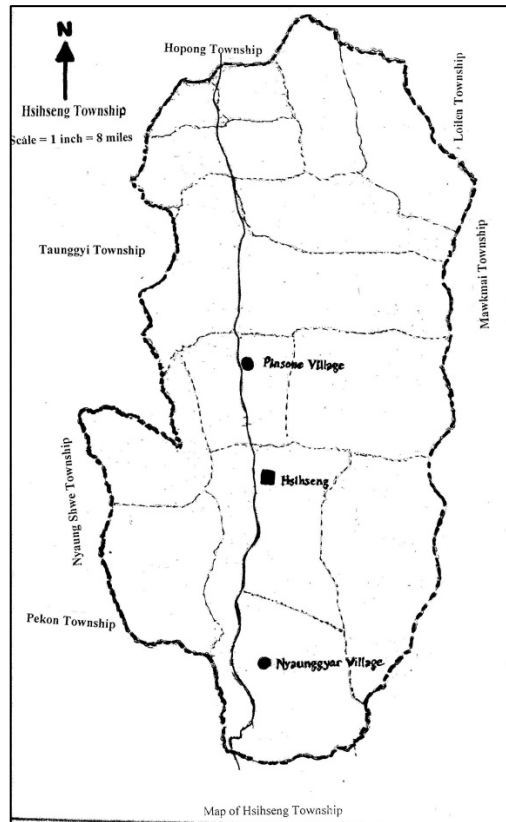 N
Hopong Township
Hsihseng Township
Scale = 1 inch = 8 miles
Loilen Township
Taunggyi Township
Mawkmai Township
Pinsone Village
Nyaung Shwe Township
Hsihseng
Pekon Township
Nyaunggyar Village
Map of Hsihseng Township